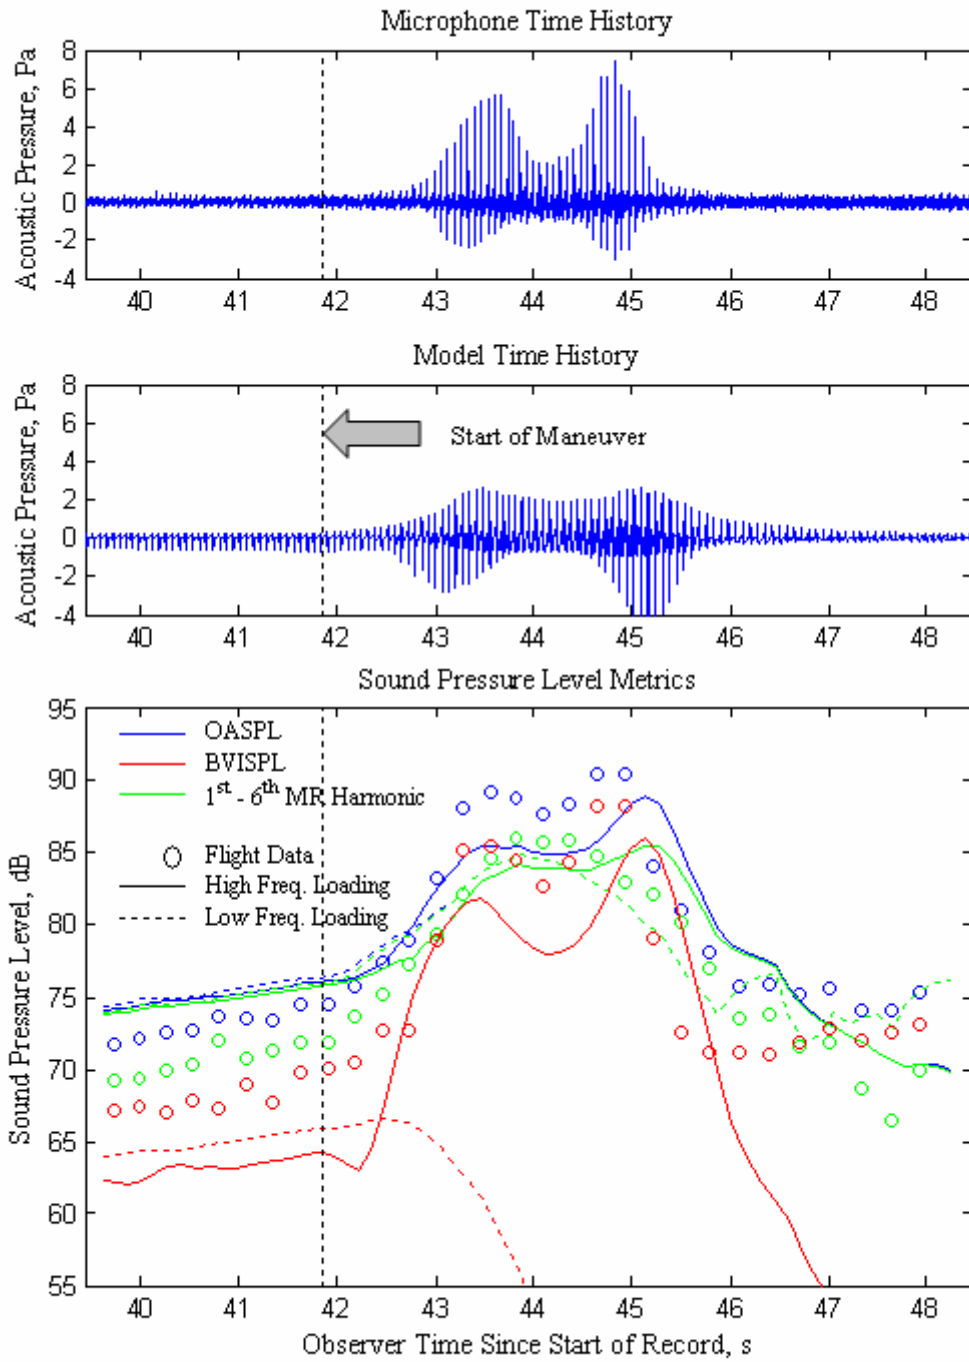 Microphone Time History
Acoustic Pressure, Pa
8
6
4
2
0
-2
-4
40 41 42 43 44 45 46 47 48
Model Time History
Acoustic Pressure, Pa
8
6
4
2
0
-2
-4
Start of Maneuver
40 41 42 43 44 45 46 47 48
Sound Pressure Level Metrics
Sound Pressure Level, dB
95
90
85
80
75
70
65
60
55
OASPL
BVISPL
1st - 6th MR Harmonic
Flight Data
High Freq. Loading
Low Freq. Loading
40 41 42 43 44 45 46 47 48
Observer Time Since Start of Record, s